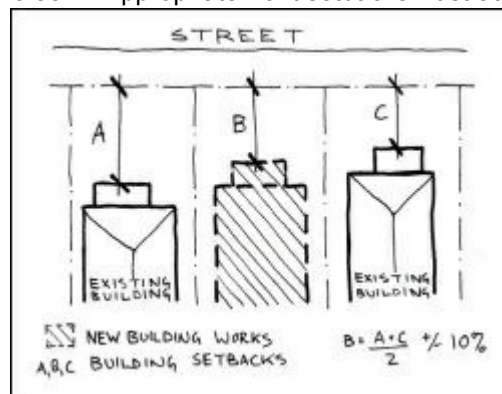 STREET
A
B
C
EXISTING
BUILDING
EXISTING
BUILDING
NEW BUILDING WORKS
A,B,C BUILDING SETBACKS
B = A+C / 2 +/- 10%